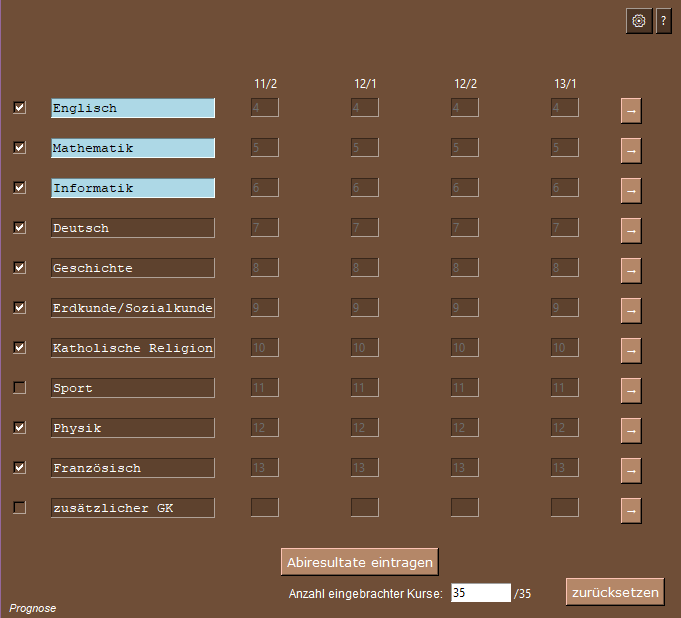 ?
11/2 12/1 12/2 13/1
Englisch 4 4 4 4 →
Mathematik 5 5 5 5 →
Informatik 6 6 6 6 →
Deutsch 7 7 7 7 →
Geschichte 8 8 8 8 →
Erdkunde/Sozialkunde 9 9 9 9 →
Katholische Religion 10 10 10 10 →
Sport 11 11 11 11 →
Physik 12 12 12 12 →
Französisch 13 13 13 13 →
zusätzlicher GK →
Abiresultate eintragen
Anzahl eingebrachter Kurse: 35 /35 zurücksetzen
Prognose